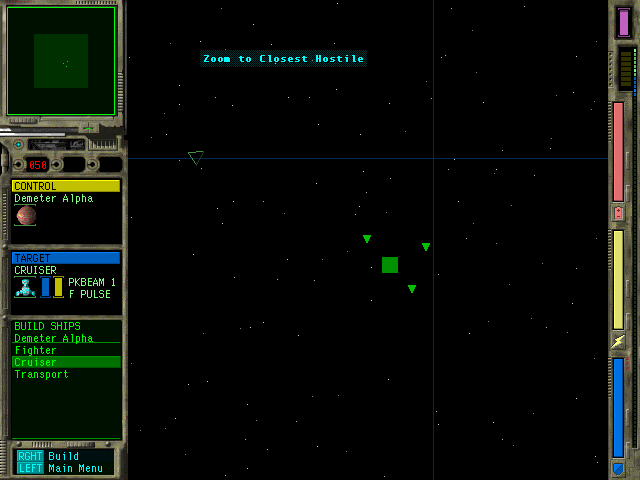 Zoom to Closest Hostile
050
CONTROL
Demeter Alpha
TARGET
CRUISER
PKBEAM 1
F PULSE
BUILD SHIPS
Demeter Alpha
Fighter
Cruiser
Transport
RGHT Build
LEFT Main Menu